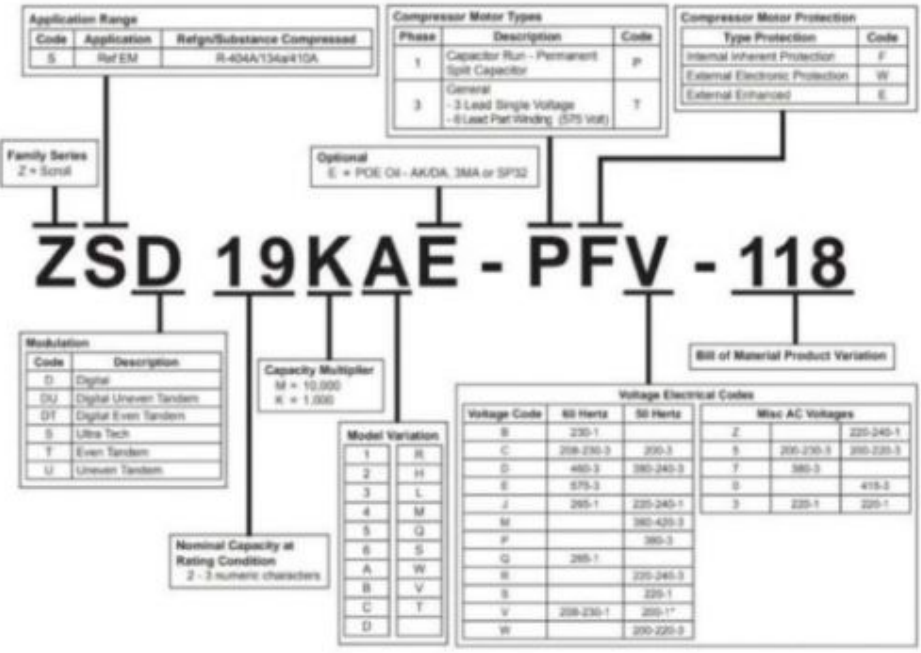 Application Range
Code Application Refgn/Substance Compressed
S Ref EM R-404A/134a/410A
Compressor Motor Types
Phase Description Code
1 Capacitor Run - Permanent Split Capacitor P
3 General
- 3 Lead Single Voltage
- 6 Lead Part Winding (575 Volt) T
Compressor Motor Protection
Type Protection Code
Internal Inherent Protection F
External Electronic Protection W
External Enhanced E
Family Series
Z = Scroll
Optional
E = POE Oil - AK/DA, 3MA or SP32
ZSD 19KAE - PFV - 118
Modulation
Code Description
D Digital
DU Digital Uneven Tandem
DT Digital Even Tandem
S Ultra Tech
T Even Tandem
U Uneven Tandem
Capacity Multiplier
M = 10,000
K = 1,000
Bill of Material Product Variation
Model Variation
1 R
2 H
3 L
4 M
5 Q
6 S
A W
B V
C T
D
Nominal Capacity at
Rating Condition
2 - 3 numeric characters
Voltage Electrical Codes
Voltage Code 60 Hertz 50 Hertz
B 230-1
C 208-230-3 200-3
D 460-3 380-240-3
E 575-3
J 265-1 220-240-1
M 380-420-3
P 380-3
Q 265-1
R 220-240-3
S 220-1
V 208-230-1 200-1*
W 200-220-3
Misc AC Voltages
Z 220-240-1
5 200-230-3 200-220-3
7 380-3
0 415-3
3 220-1 220-1